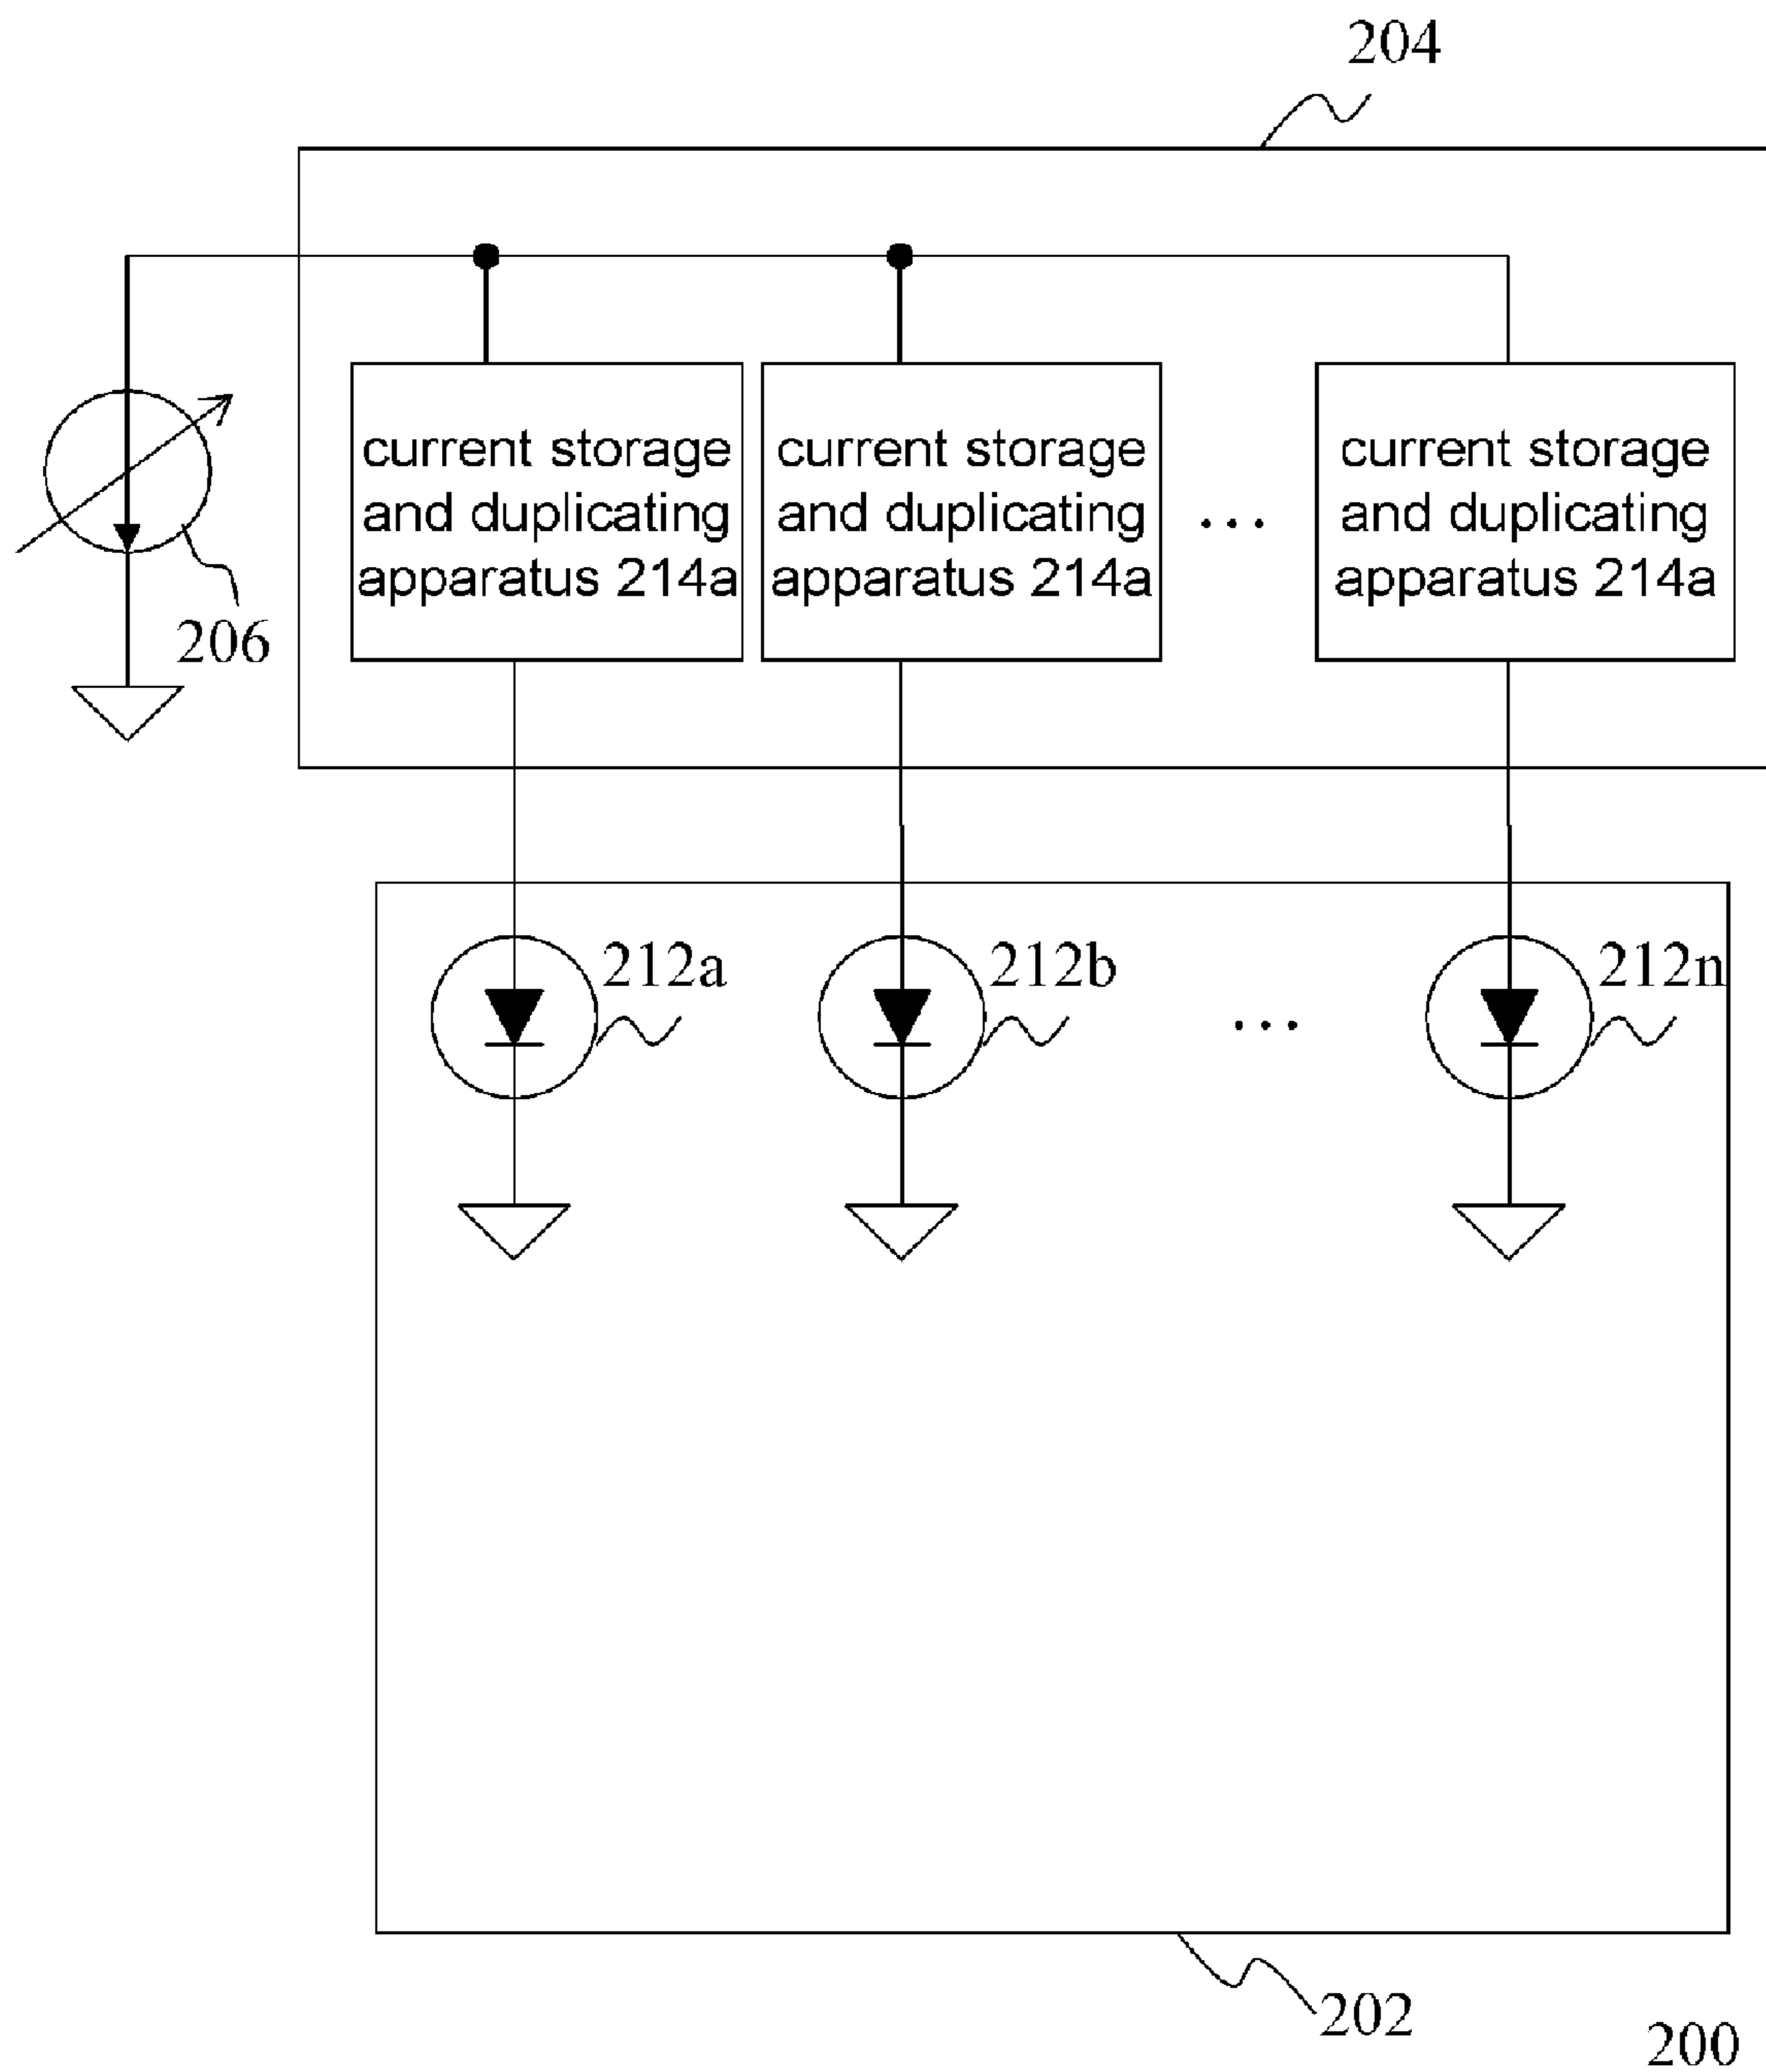 204
current storage
and duplicating
apparatus 214a
current storage
and duplicating
apparatus 214a
...
current storage
and duplicating
apparatus 214a
206
212a
212b
...
212n
202
200